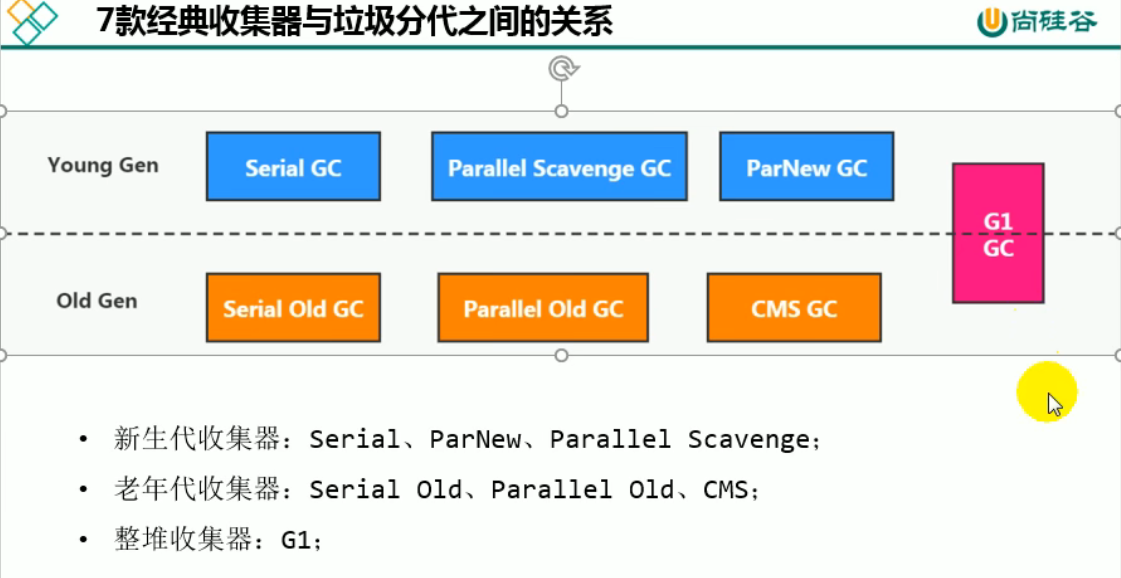 7款经典收集器与垃圾分代之间的关系
尚硅谷
Young Gen
Serial GC
Parallel Scavenge GC
ParNew GC
G1
GC
Old Gen
Serial Old GC
Parallel Old GC
CMS GC
• 新生代收集器：Serial、ParNew、Parallel Scavenge；
• 老年代收集器：Serial Old、Parallel Old、CMS；
• 整堆收集器：G1；